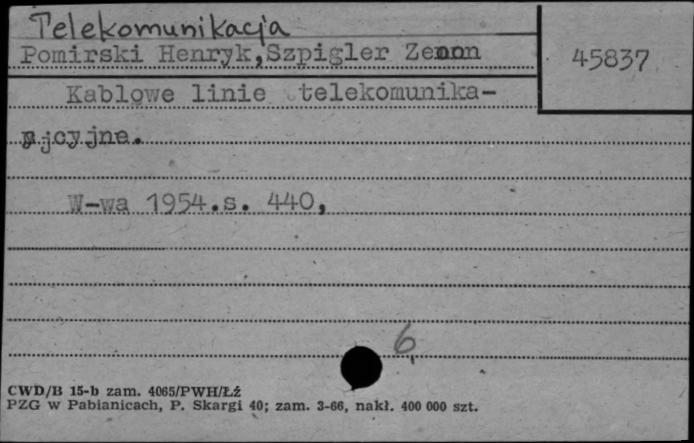 Telekomunikacja
Pomirski Henryk, Szpigler Zenon
45837
Kablowe linie telekomunika-
cyjne.
W-wa 1954.s. 440,
6
CWD/B 15-b zam. 4065/PWH/Łź
PZG w Pabianicach, P. Skargi 40; zam. 3-66, nakł. 400 000 szt.